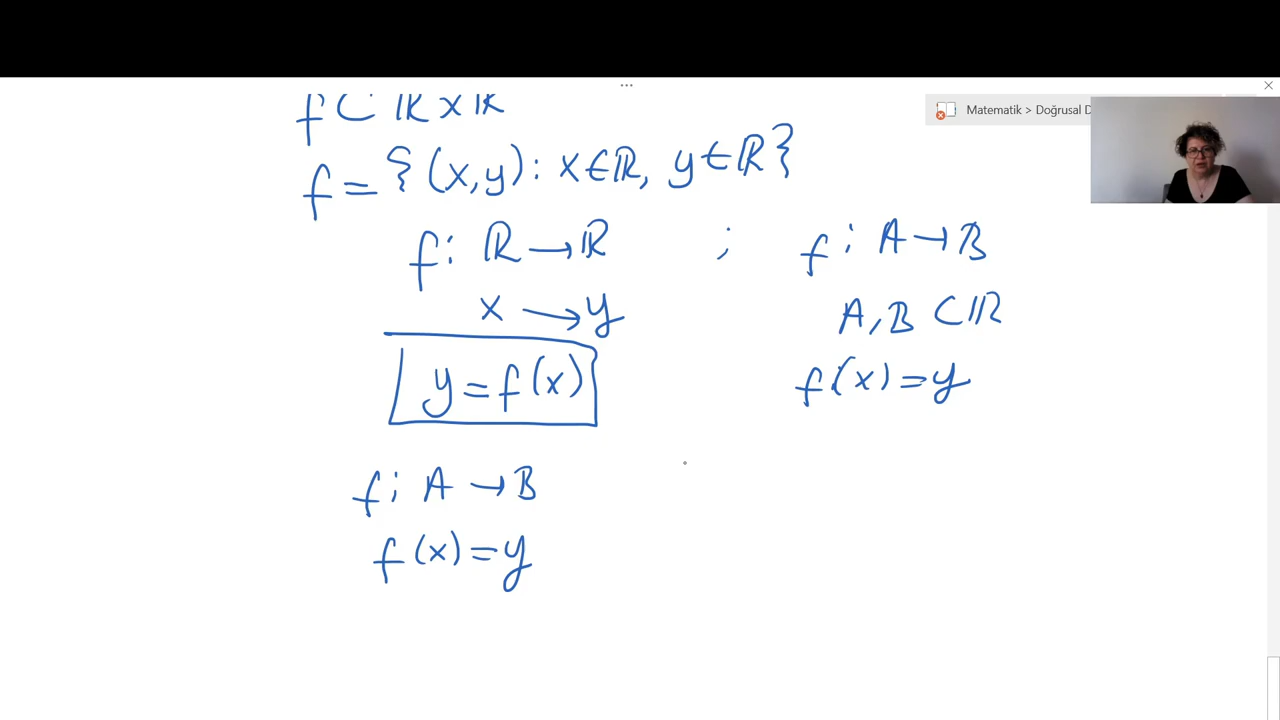 f ⊂ ℝ x ℝ
Matematik > Doğrusal D
f = {(x,y) : x∈ℝ, y∈ℝ}
f: ℝ → ℝ ; f: A → B
x → y A, B ⊂ ℝ
y = f(x) f(x) = y
f: A → B
f(x) = y